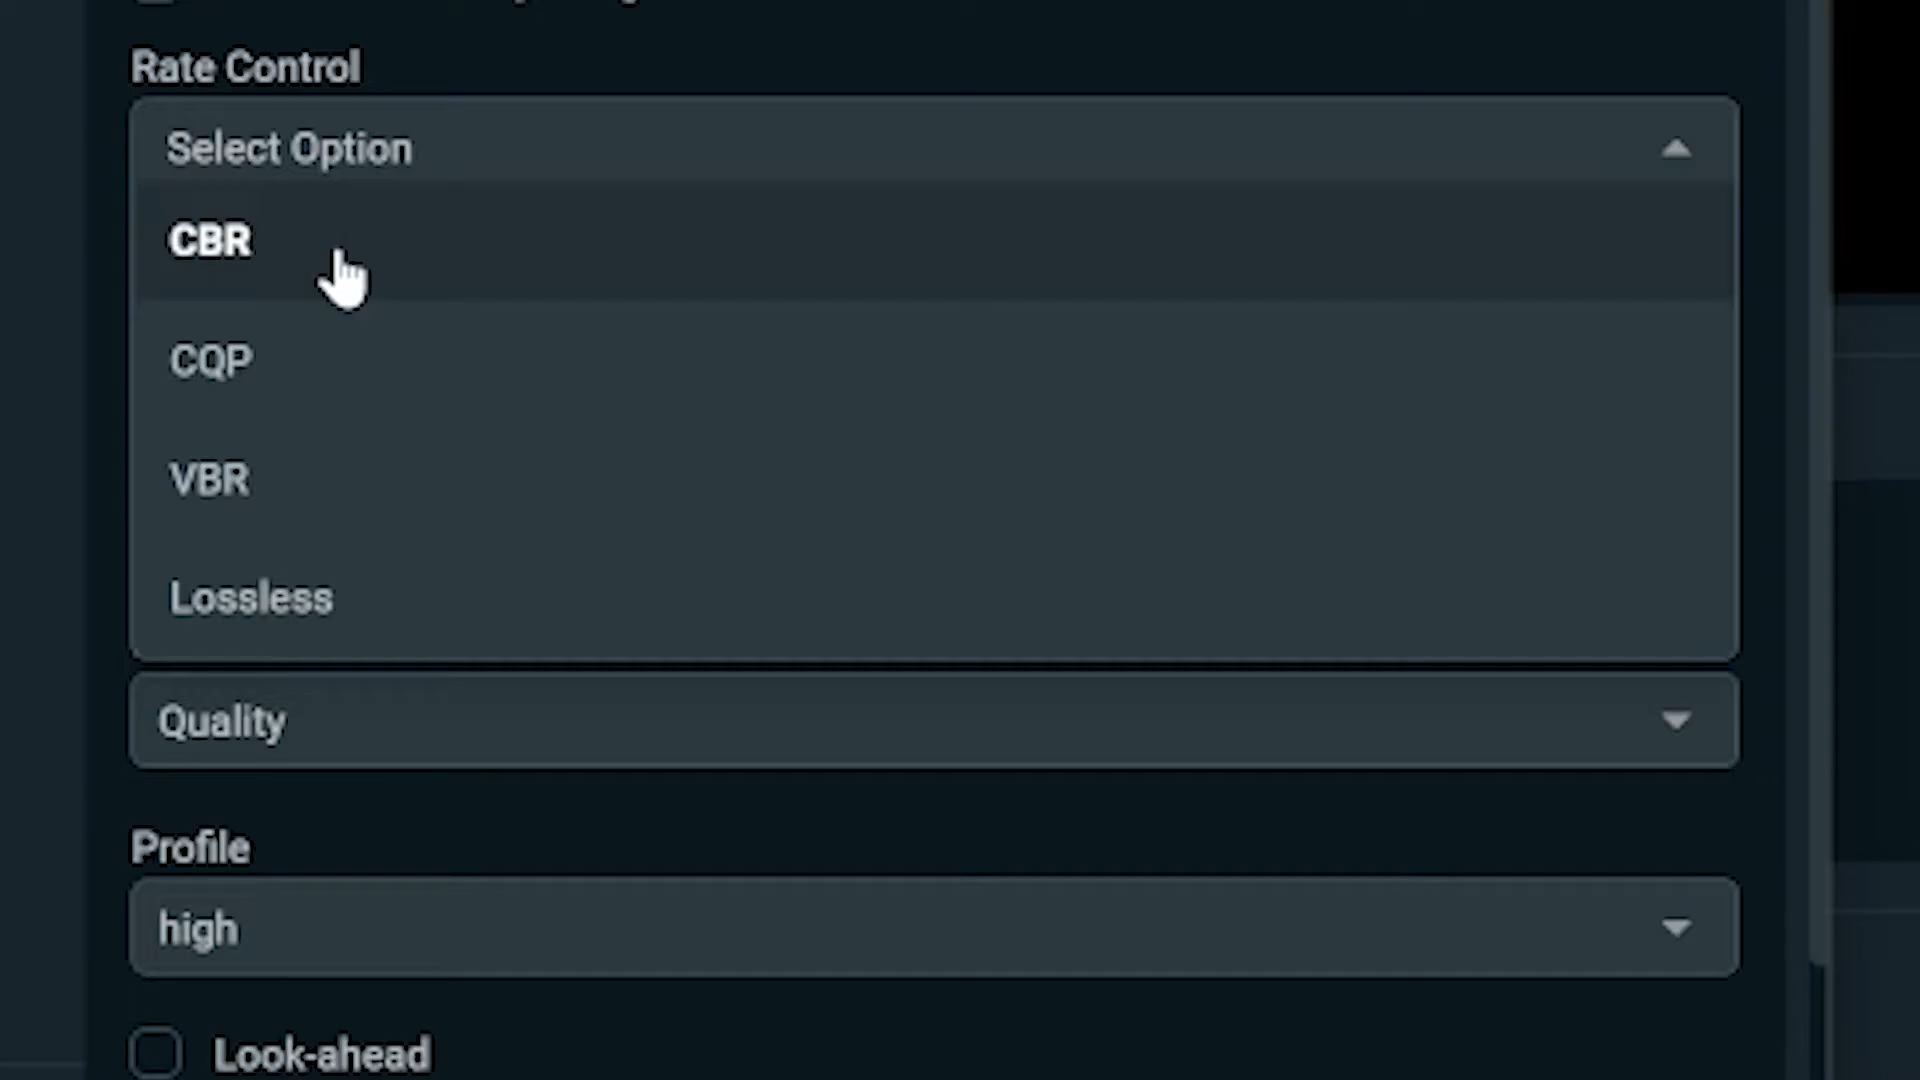 Rate Control
Select Option
CBR
CQP
VBR
Lossless
Quality
Profile
high
Look-ahead